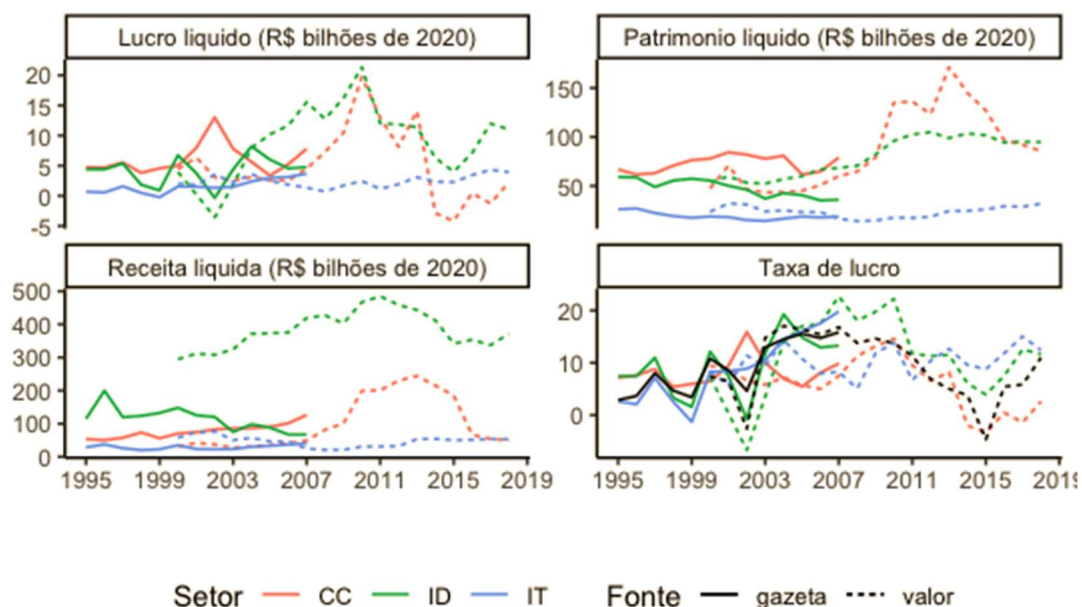 Lucro liquido (R$ bilhões de 2020)
Patrimonio liquido (R$ bilhões de 2020)
20
15
10
5
0
-5
150
100
50
Receita liquida (R$ bilhões de 2020)
Taxa de lucro
500
400
300
200
100
0
20
10
0
1995 1999 2003 2007 2011 2015 2019
1995 1999 2003 2007 2011 2015 2019
Setor CC ID IT Fonte gazeta valor